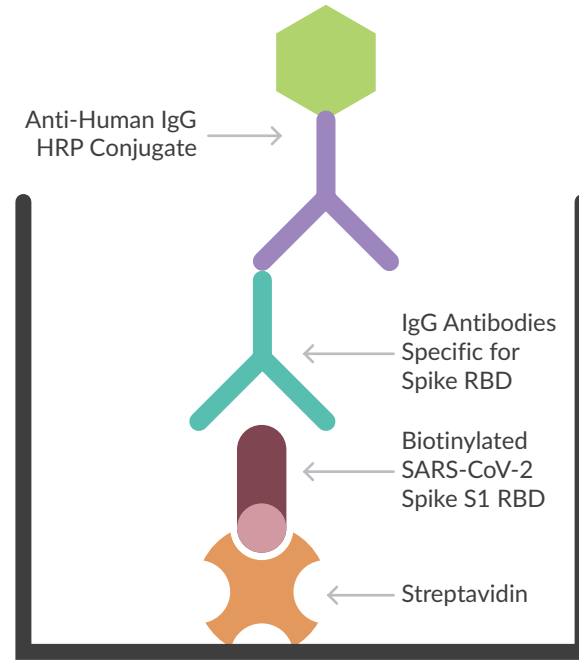 Anti-Human IgG
HRP Conjugate
IgG Antibodies
Specific for
Spike RBD
Biotinylated
SARS-CoV-2
Spike S1 RBD
Streptavidin